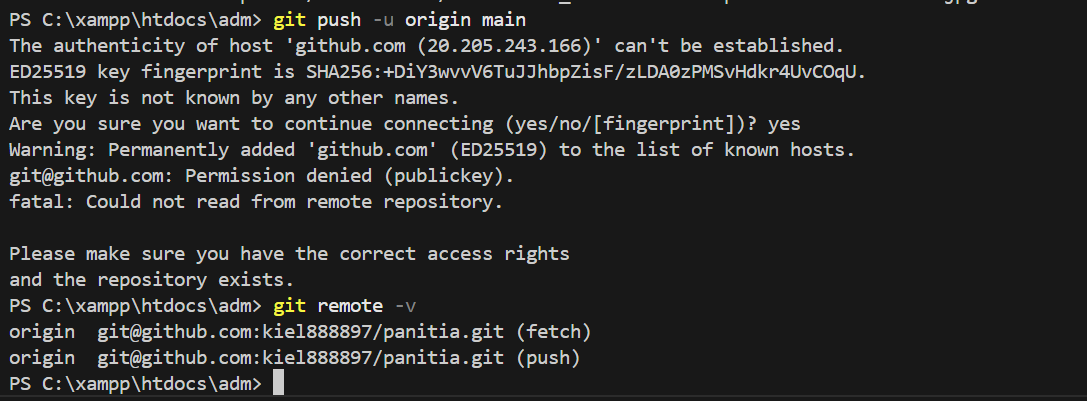 PS C:\xampp\htdocs\adm> git push -u origin main
The authenticity of host 'github.com (20.205.243.166)' can't be established.
ED25519 key fingerprint is SHA256:+DiY3wvvV6TuJJhbpZisF/zLDA0zPMSvHdkr4UvCOqU.
This key is not known by any other names.
Are you sure you want to continue connecting (yes/no/[fingerprint])? yes
Warning: Permanently added 'github.com' (ED25519) to the list of known hosts.
git@github.com: Permission denied (publickey).
fatal: Could not read from remote repository.

Please make sure you have the correct access rights
and the repository exists.
PS C:\xampp\htdocs\adm> git remote -v
origin  git@github.com:kiel888897/panitia.git (fetch)
origin  git@github.com:kiel888897/panitia.git (push)
PS C:\xampp\htdocs\adm>